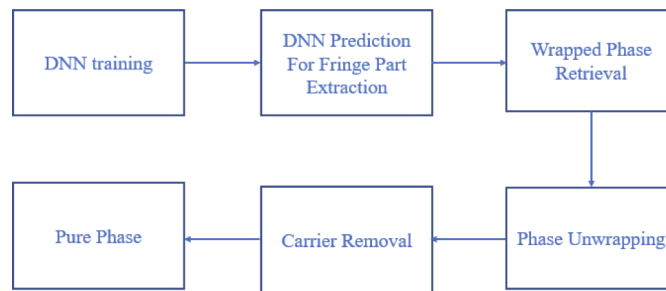 DNN training
DNN Prediction
For Fringe Part
Extraction
Wrapped Phase
Retrieval
Phase Unwrapping
Carrier Removal
Pure Phase